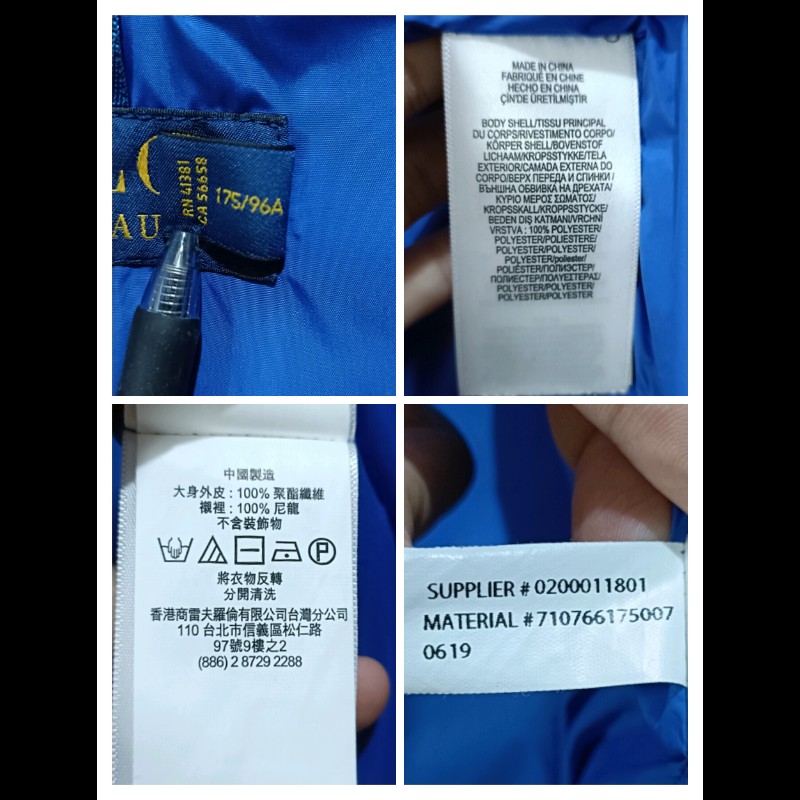 LO
AU
RN 41381
CA 56658
175/96A
MADE IN CHINA
FABRIQUÉ EN CHINE
HECHO EN CHINA
ÇİN'DE ÜRETİLMİŞTİR
BODY SHELL/TISSU PRINCIPAL
DU CORPS/RIVESTIMENTO CORPO/
KÖRPER SHELL/BOVENSTOF
LICHAAM/KROPSSTYKKE/TELA
EXTERIOR/CAMADA EXTERNA DO
CORPO/ВЕРХ ПЕРЕДА И СПИНКИ/
ВЪНШНА ОБВИВКА НА ДРЕХАТА/
ΚΥΡΙΟ ΜΕΡΟΣ ΣΩΜΑΤΟΣ/
KROPSSKALL/KROPPSSTYCKE/
BEDEN DIŞ KATMANI/VRCHNÍ
VRSTVA : 100% POLYESTER/
POLYESTER/POLIESTERE/
POLYESTER/POLYESTER/
POLYESTER/poliester/
POLIÉSTER/ПОЛИЭСТЕР/
ПОЛИЕСТЕР/ΠΟΛΥΕΣΤΕΡΑΣ/
POLYESTER/POLYESTER/
POLYESTER/POLYESTER
中國製造
大身外皮 : 100% 聚酯纖維
襯裡 : 100% 尼龍
不含裝飾物
P
將衣物反轉
分開清洗
香港商雷夫羅倫有限公司台灣分公司
110 台北市信義區松仁路
97號9樓之2
(886) 2 8729 2288
SUPPLIER # 0200011801
MATERIAL # 710766175007
0619